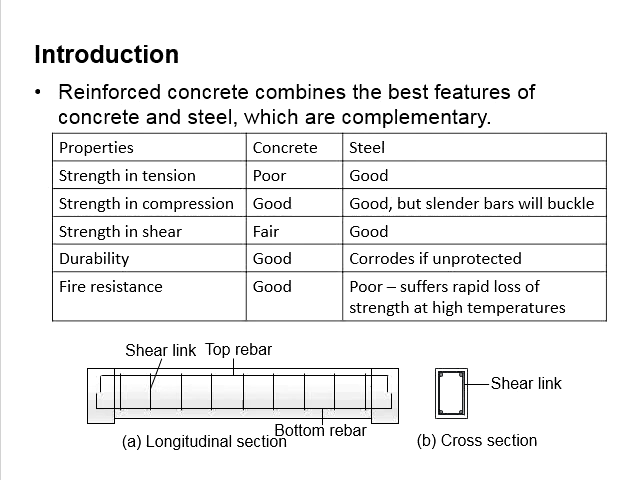 Introduction
• Reinforced concrete combines the best features of
concrete and steel, which are complementary.
Properties Concrete Steel
Strength in tension Poor Good
Strength in compression Good Good, but slender bars will buckle
Strength in shear Fair Good
Durability Good Corrodes if unprotected
Fire resistance Good Poor – suffers rapid loss of
strength at high temperatures
Shear link Top rebar
Shear link
Bottom rebar
(a) Longitudinal section
(b) Cross section